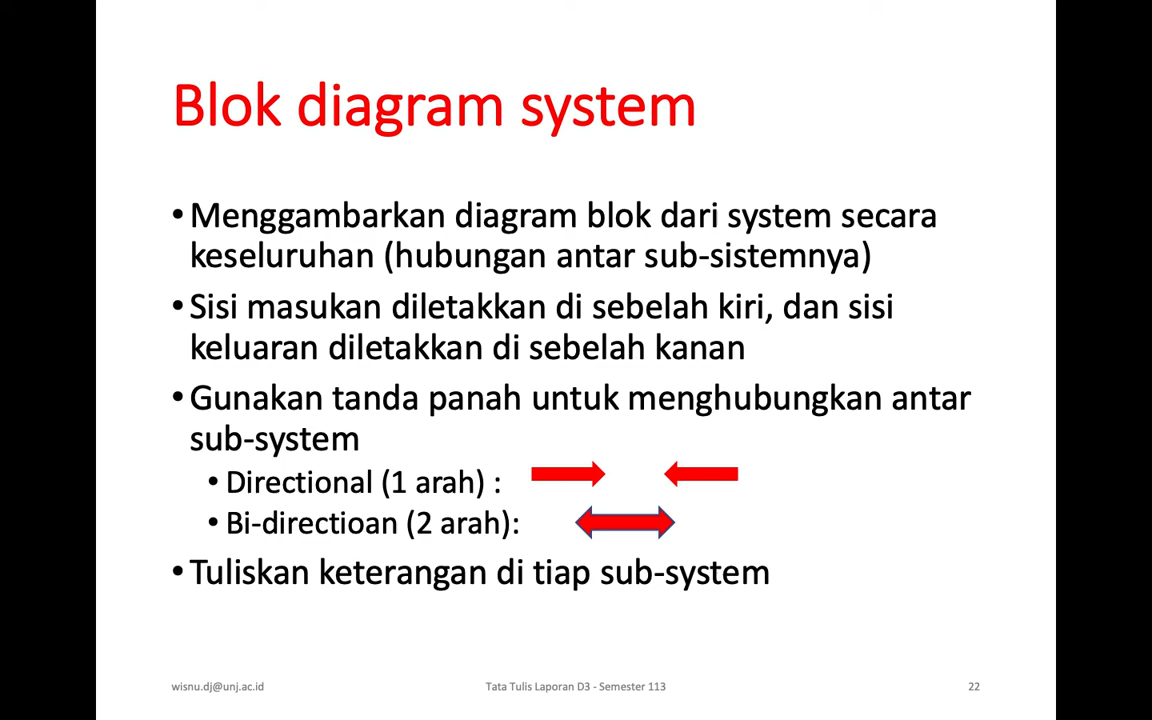 Blok diagram system
• Menggambarkan diagram blok dari system secara
keseluruhan (hubungan antar sub-sistemnya)
• Sisi masukan diletakkan di sebelah kiri, dan sisi
keluaran diletakkan di sebelah kanan
• Gunakan tanda panah untuk menghubungkan antar
sub-system
• Directional (1 arah) :
• Bi-directioan (2 arah):
• Tuliskan keterangan di tiap sub-system
wisnu.dj@unj.ac.id
Tata Tulis Laporan D3 - Semester 113
22